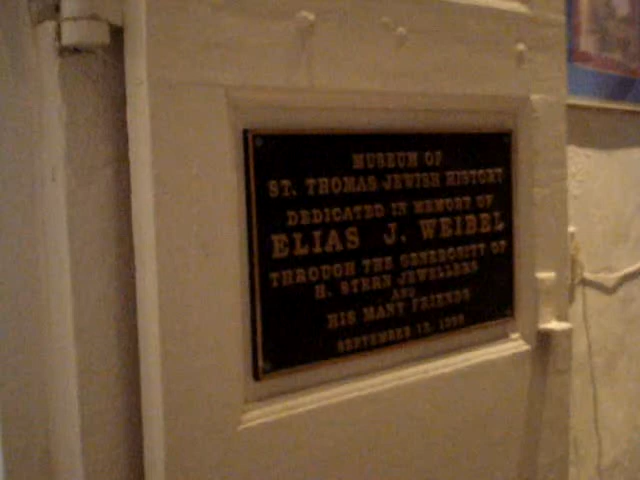 MUSEUM OF
ST. THOMAS JEWISH HISTORY
DEDICATED IN MEMORY OF
ELIAS J. WEIBEL
THROUGH THE GENEROSITY OF
H. STERN JEWELLERS
AND
HIS MANY FRIENDS
SEPTEMBER